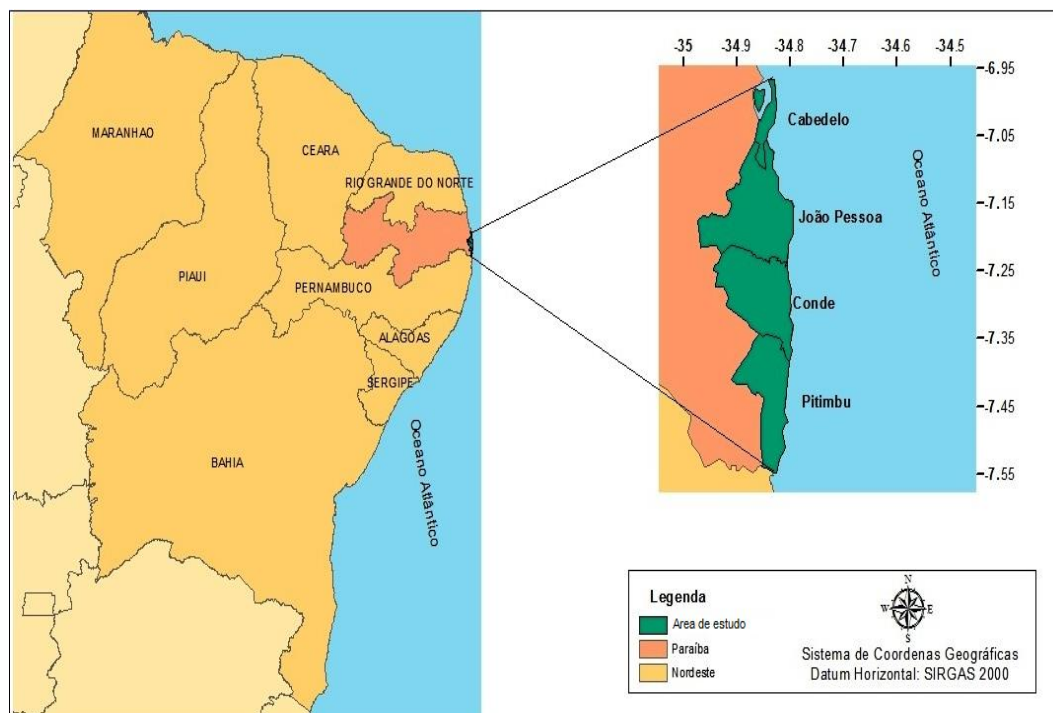 MARANHAO
CEARA
RIO GRANDE DO NORTE
PIAUI
PERNAMBUCO
ALAGOAS
SERGIPE
BAHIA
Oceano Atlântico
-35 -34.9 -34.8 -34.7 -34.6 -34.5
-6.95
Cabedelo
-7.05
Oceano Atlântico
-7.15
João Pessoa
-7.25
Conde
-7.35
Pitimbu
-7.45
-7.55
Legenda
Area de estudo
Paraíba
Nordeste
N
W E
S
Sistema de Coordenas Geográficas
Datum Horizontal: SIRGAS 2000